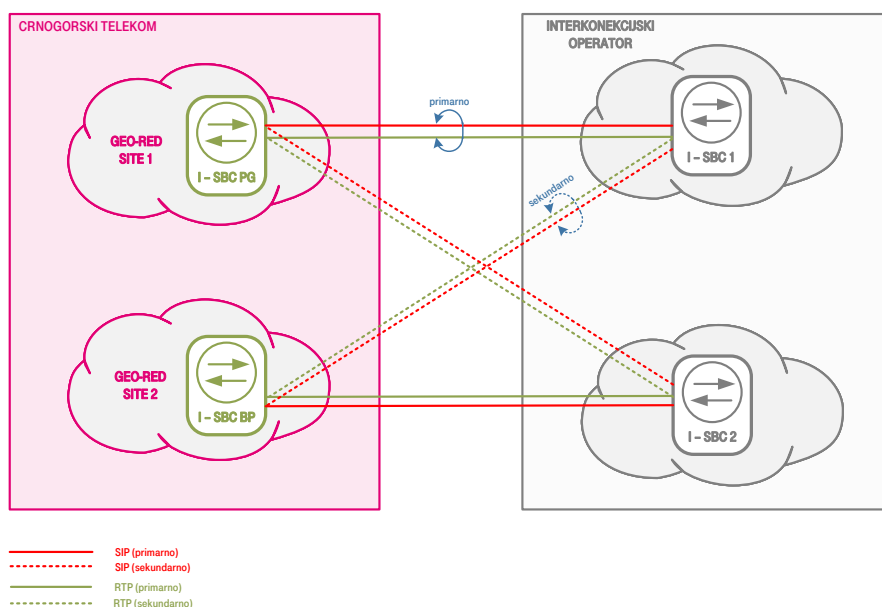 CRNOGORSKI TELEKOM
INTERKONEKCIJSKI
OPERATOR
primarno
GEO-RED
SITE 1
I – SBC PG
I – SBC 1
sekundarno
GEO-RED
SITE 2
I – SBC BP
I – SBC 2
SIP (primarno)
SIP (sekundarno)
RTP (primarno)
RTP (sekundarno)